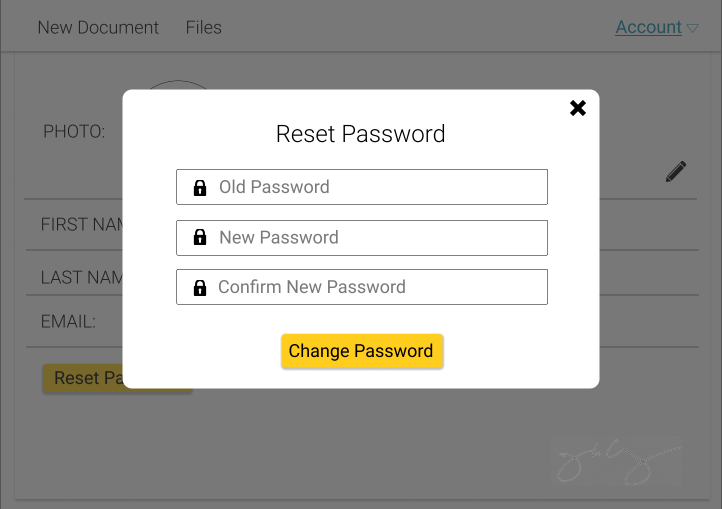 New Document Files Account
PHOTO:
Reset Password
Old Password
FIRST NAM
New Password
LAST NAM
Confirm New Password
EMAIL:
Change Password
Reset Pa